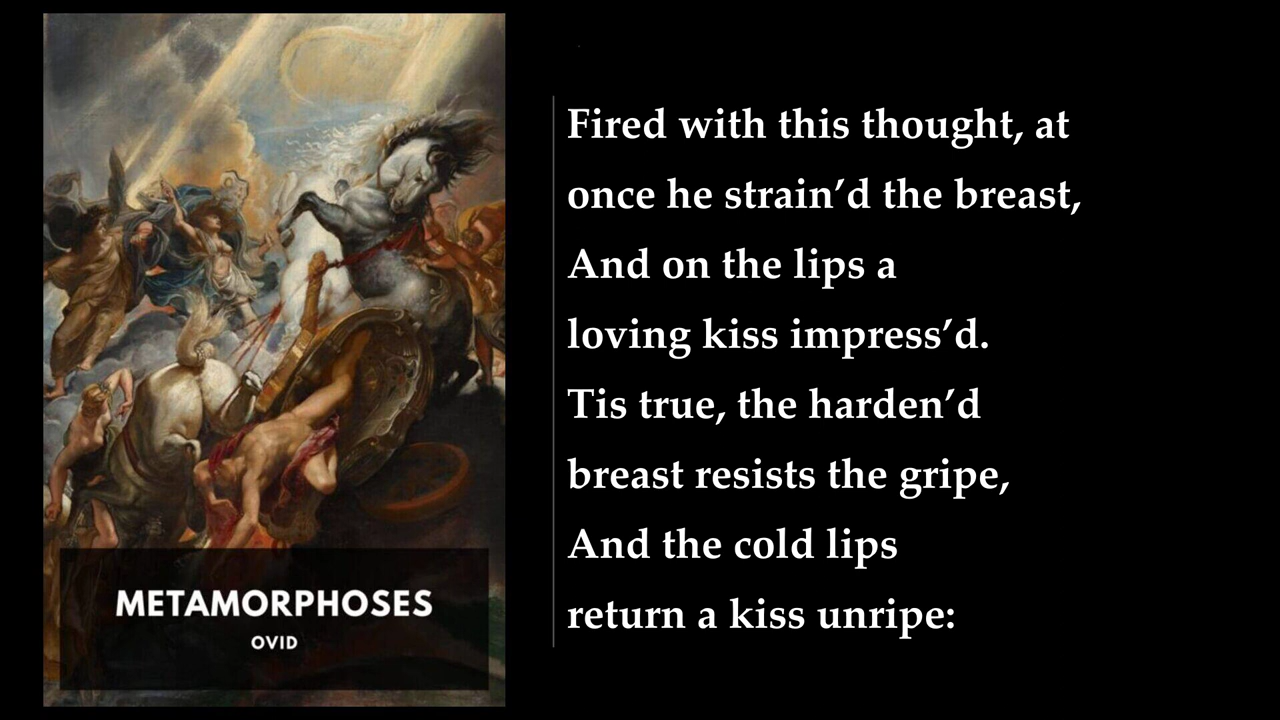 METAMORPHOSES
OVID
Fired with this thought, at
once he strain’d the breast,
And on the lips a
loving kiss impress’d.
Tis true, the harden’d
breast resists the gripe,
And the cold lips
return a kiss unripe: